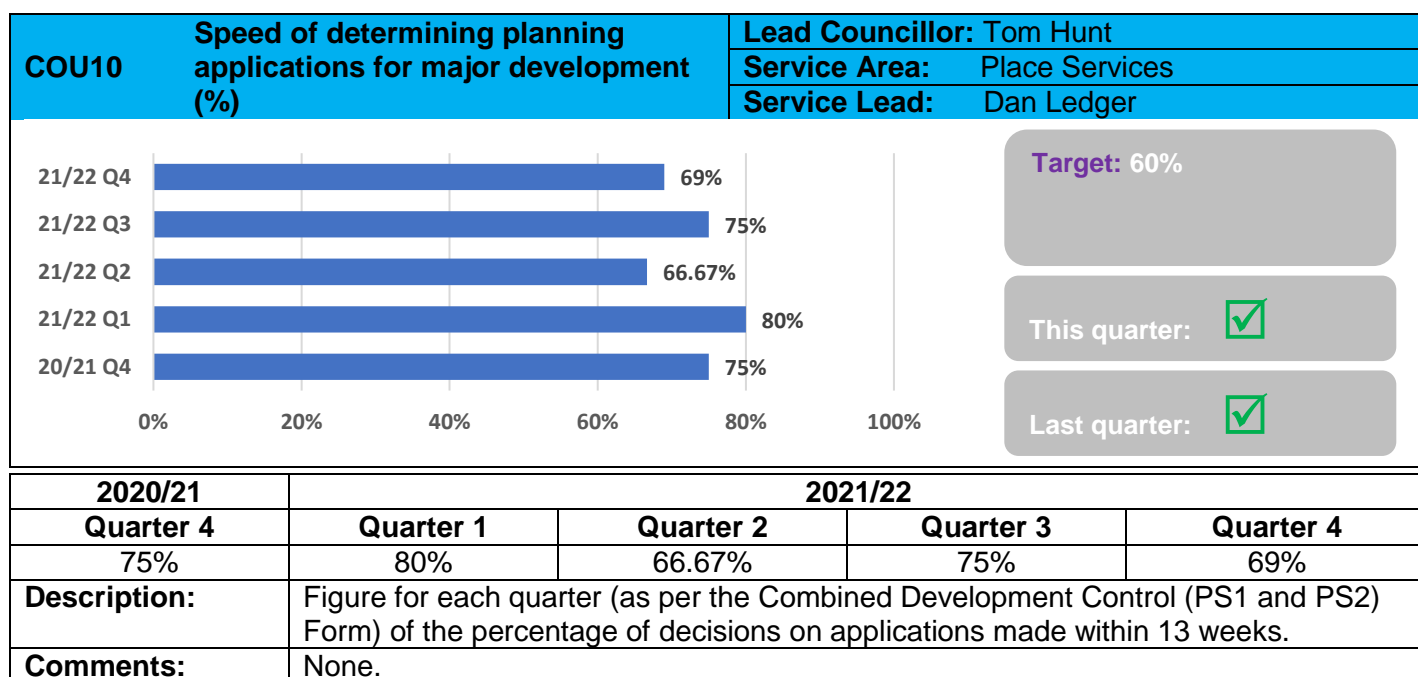 COU10
Speed of determining planning
applications for major development
(%)
Lead Councillor: Tom Hunt
Service Area: Place Services
Service Lead: Dan Ledger
21/22 Q4 69%
21/22 Q3 75%
21/22 Q2 66.67%
21/22 Q1 80%
20/21 Q4 75%
0% 20% 40% 60% 80% 100%
Target: 60%
This quarter: ☑
Last quarter: ☑
2020/21 2021/22
Quarter 4 Quarter 1 Quarter 2 Quarter 3 Quarter 4
75% 80% 66.67% 75% 69%
Description: Figure for each quarter (as per the Combined Development Control (PS1 and PS2)
Form) of the percentage of decisions on applications made within 13 weeks.
Comments: None.